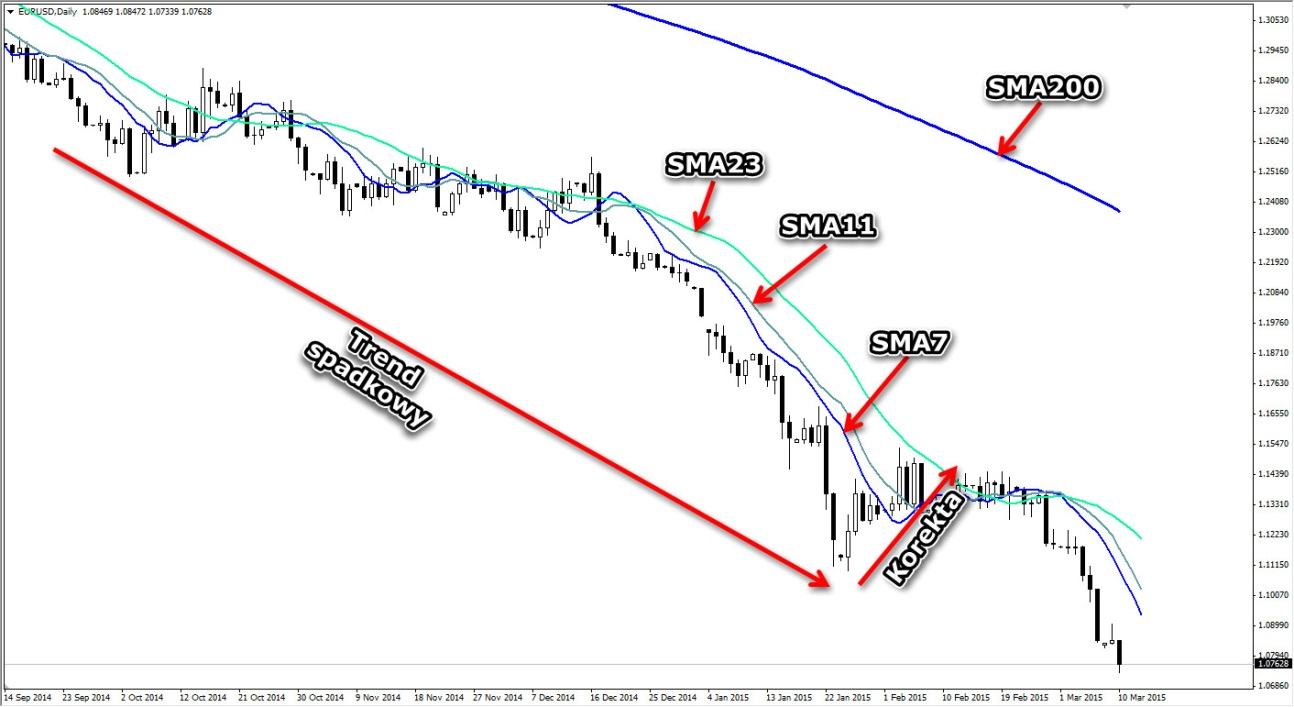 EURUSD,Daily 1.08469 1.08472 1.07339 1.07628
SMA200
SMA23
SMA11
SMA7
Trend
spadkowy
Korekta
1.30530
1.29450
1.28400
1.27320
1.26240
1.25160
1.24080
1.23000
1.21920
1.20840
1.19760
1.18710
1.17630
1.16550
1.15470
1.14390
1.13310
1.12230
1.11150
1.10070
1.08990
1.07940
1.07628
1.06860
14 Sep 2014 23 Sep 2014 2 Oct 2014 12 Oct 2014 21 Oct 2014 30 Oct 2014 9 Nov 2014 18 Nov 2014 27 Nov 2014 7 Dec 2014 16 Dec 2014 25 Dec 2014 4 Jan 2015 13 Jan 2015 22 Jan 2015 1 Feb 2015 10 Feb 2015 19 Feb 2015 1 Mar 2015 10 Mar 2015